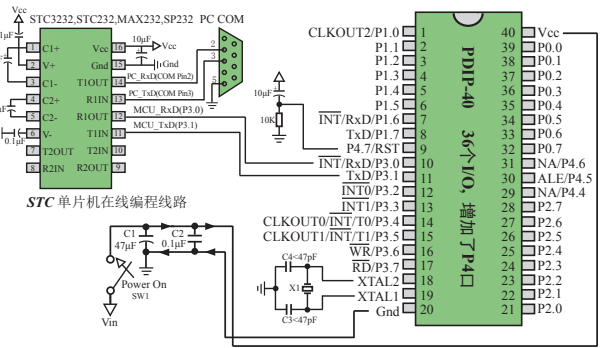 STC3232,STC232,MAX232,SP232 PC COM
Vcc
0.1μF
10μF
Vcc
1 C1+ Vcc 16
2 V+ Gnd 15 Gnd
3 C1- T1OUT 14 PC_RxD(COM Pin2)
4 C2+ R1IN 13 PC_TxD(COM Pin3)
5 C2- R1OUT 12 MCU_RxD(P3.0)
6 V- T1IN 11 MCU_TxD(P3.1)
7 T2OUT T2IN 10
8 R2IN R2OUT 9
0.1μF
2
3
5
STC 单片机在线编程线路
10μF
10K
C1
47μF
C2
0.1μF
Power On
SW1
Vin
C4<47pF
X1
C3<47pF
CLKOUT2/P1.0 1
P1.1 2
P1.2 3
P1.3 4
P1.4 5
P1.5 6
INT/RxD/P1.6 7
TxD/P1.7 8
P4.7/RST 9
INT/RxD/P3.0 10
TxD/P3.1 11
INT0/P3.2 12
INT1/P3.3 13
CLKOUT0/INT/T0/P3.4 14
CLKOUT1/INT/T1/P3.5 15
WR/P3.6 16
RD/P3.7 17
XTAL2 18
XTAL1 19
Gnd 20
PDIP-40 36个I/O, 增加了P4口
40 Vcc
39 P0.0
38 P0.1
37 P0.2
36 P0.3
35 P0.4
34 P0.5
33 P0.6
32 P0.7
31 NA/P4.6
30 ALE/P4.5
29 NA/P4.4
28 P2.7
27 P2.6
26 P2.5
25 P2.4
24 P2.3
23 P2.2
22 P2.1
21 P2.0